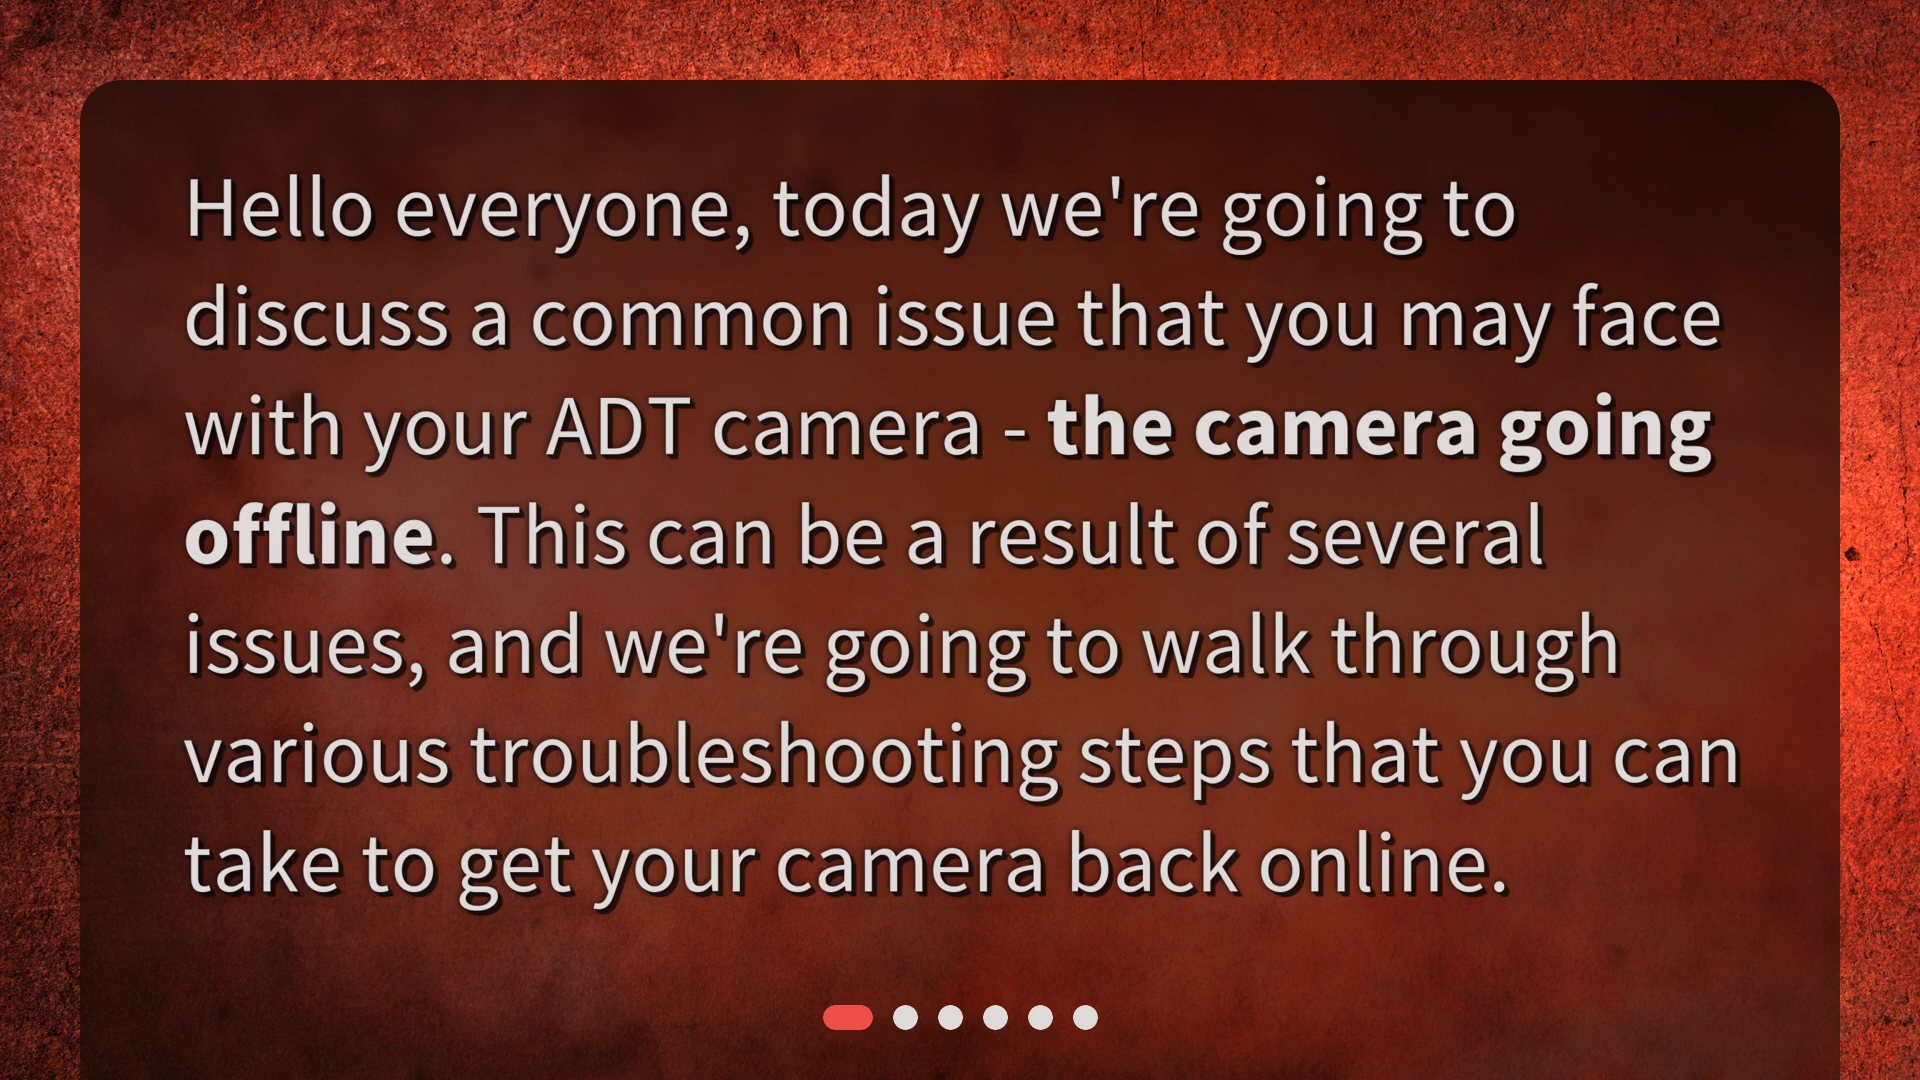 Hello everyone, today we're going to
discuss a common issue that you may face
with your ADT camera - the camera going
offline. This can be a result of several
issues, and we're going to walk through
various troubleshooting steps that you can
take to get your camera back online.